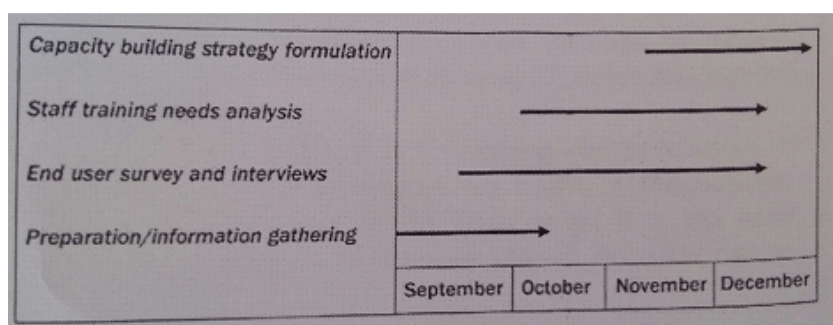 Capacity building strategy formulation
Staff training needs analysis
End user survey and interviews
Preparation/information gathering
September October November December